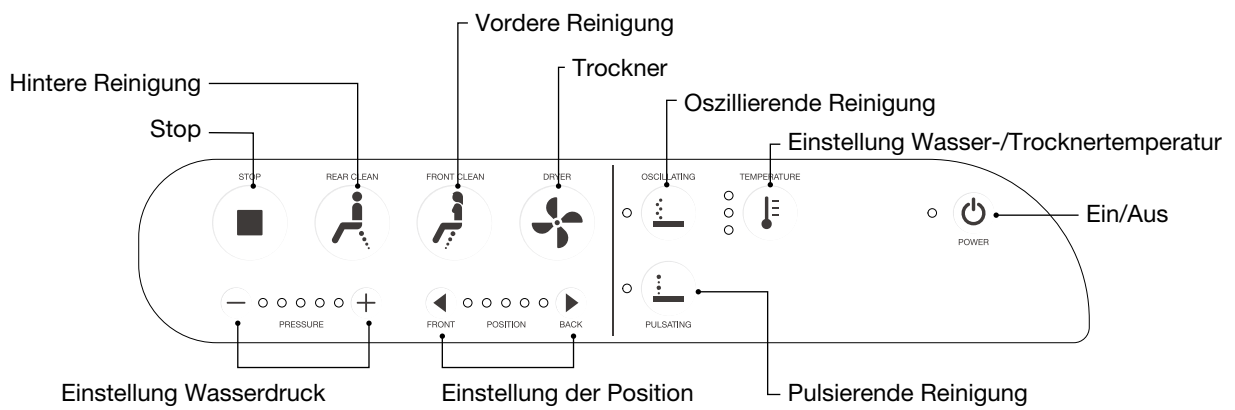 Vordere Reinigung
Trockner
Hintere Reinigung
Oszillierende Reinigung
Stop
Einstellung Wasser-/Trocknertemperatur
STOP
REAR CLEAN
FRONT CLEAN
DRYER
OSCILLATING
TEMPERATURE
Ein/Aus
POWER
PRESSURE
FRONT
POSITION
BACK
PULSATING
Einstellung Wasserdruck
Einstellung der Position
Pulsierende Reinigung